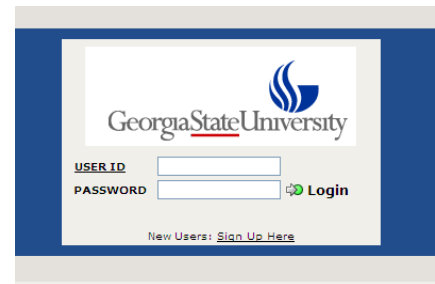 GeorgiaStateUniversity
USER ID
PASSWORD
Login
New Users: Sign Up Here